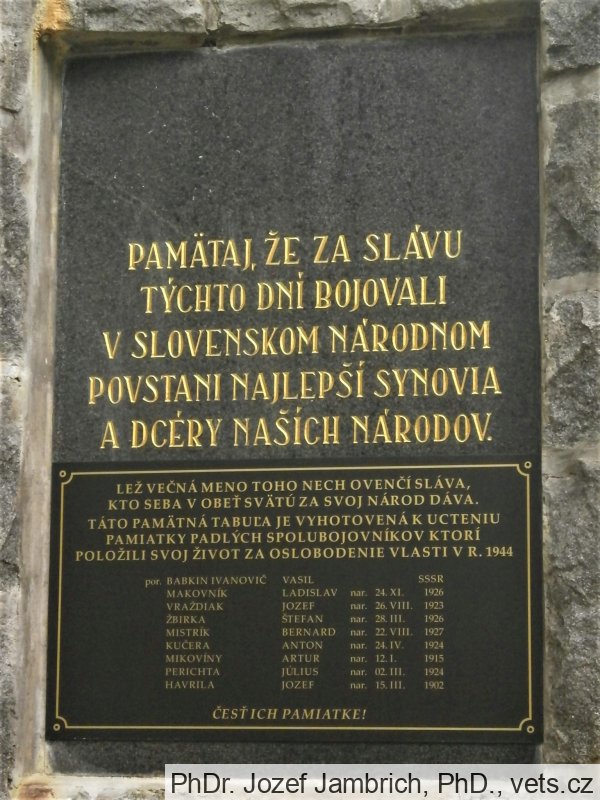 PAMÄTAJ, ŽE ZA SLÁVU
TÝCHTO DNÍ BOJOVALI
V SLOVENSKOM NÁRODNOM
POVSTANI NAJLEPŠÍ SYNOVIA
A DCÉRY NAŠÍCH NÁRODOV.
LEŽ VEČNÁ MENO TOHO NECH OVENČÍ SLÁVA,
KTO SEBA V OBEŤ SVÄTÚ ZA SVOJ NÁROD DÁVA.
TÁTO PAMÄTNÁ TABUĽA JE VYHOTOVENÁ K UCTENIU
PAMIATKY PADLÝCH SPOLUBOJOVNÍKOV KTORÍ
POLOŽILI SVOJ ŽIVOT ZA OSLOBODENIE VLASTI V R. 1944
por. BABKIN IVANOVIČ VASIL SSSR
MAKOVNÍK LADISLAV nar. 24. XI. 1926
VRAŽDIAK JOZEF nar. 26. VIII. 1923
ŽBIRKA ŠTEFAN nar. 28. III. 1926
MISTRÍK BERNARD nar. 22. VIII. 1927
KUČERA ANTON nar. 24. IV. 1924
MIKOVÍNY ARTUR nar. 12. I. 1915
PERICHTA JÚLIUS nar. 02. III. 1924
HAVRILA JOZEF nar. 15. III. 1902
ČESŤ ICH PAMIATKE!
PhDr. Jozef Jambrich, PhD., vets.cz